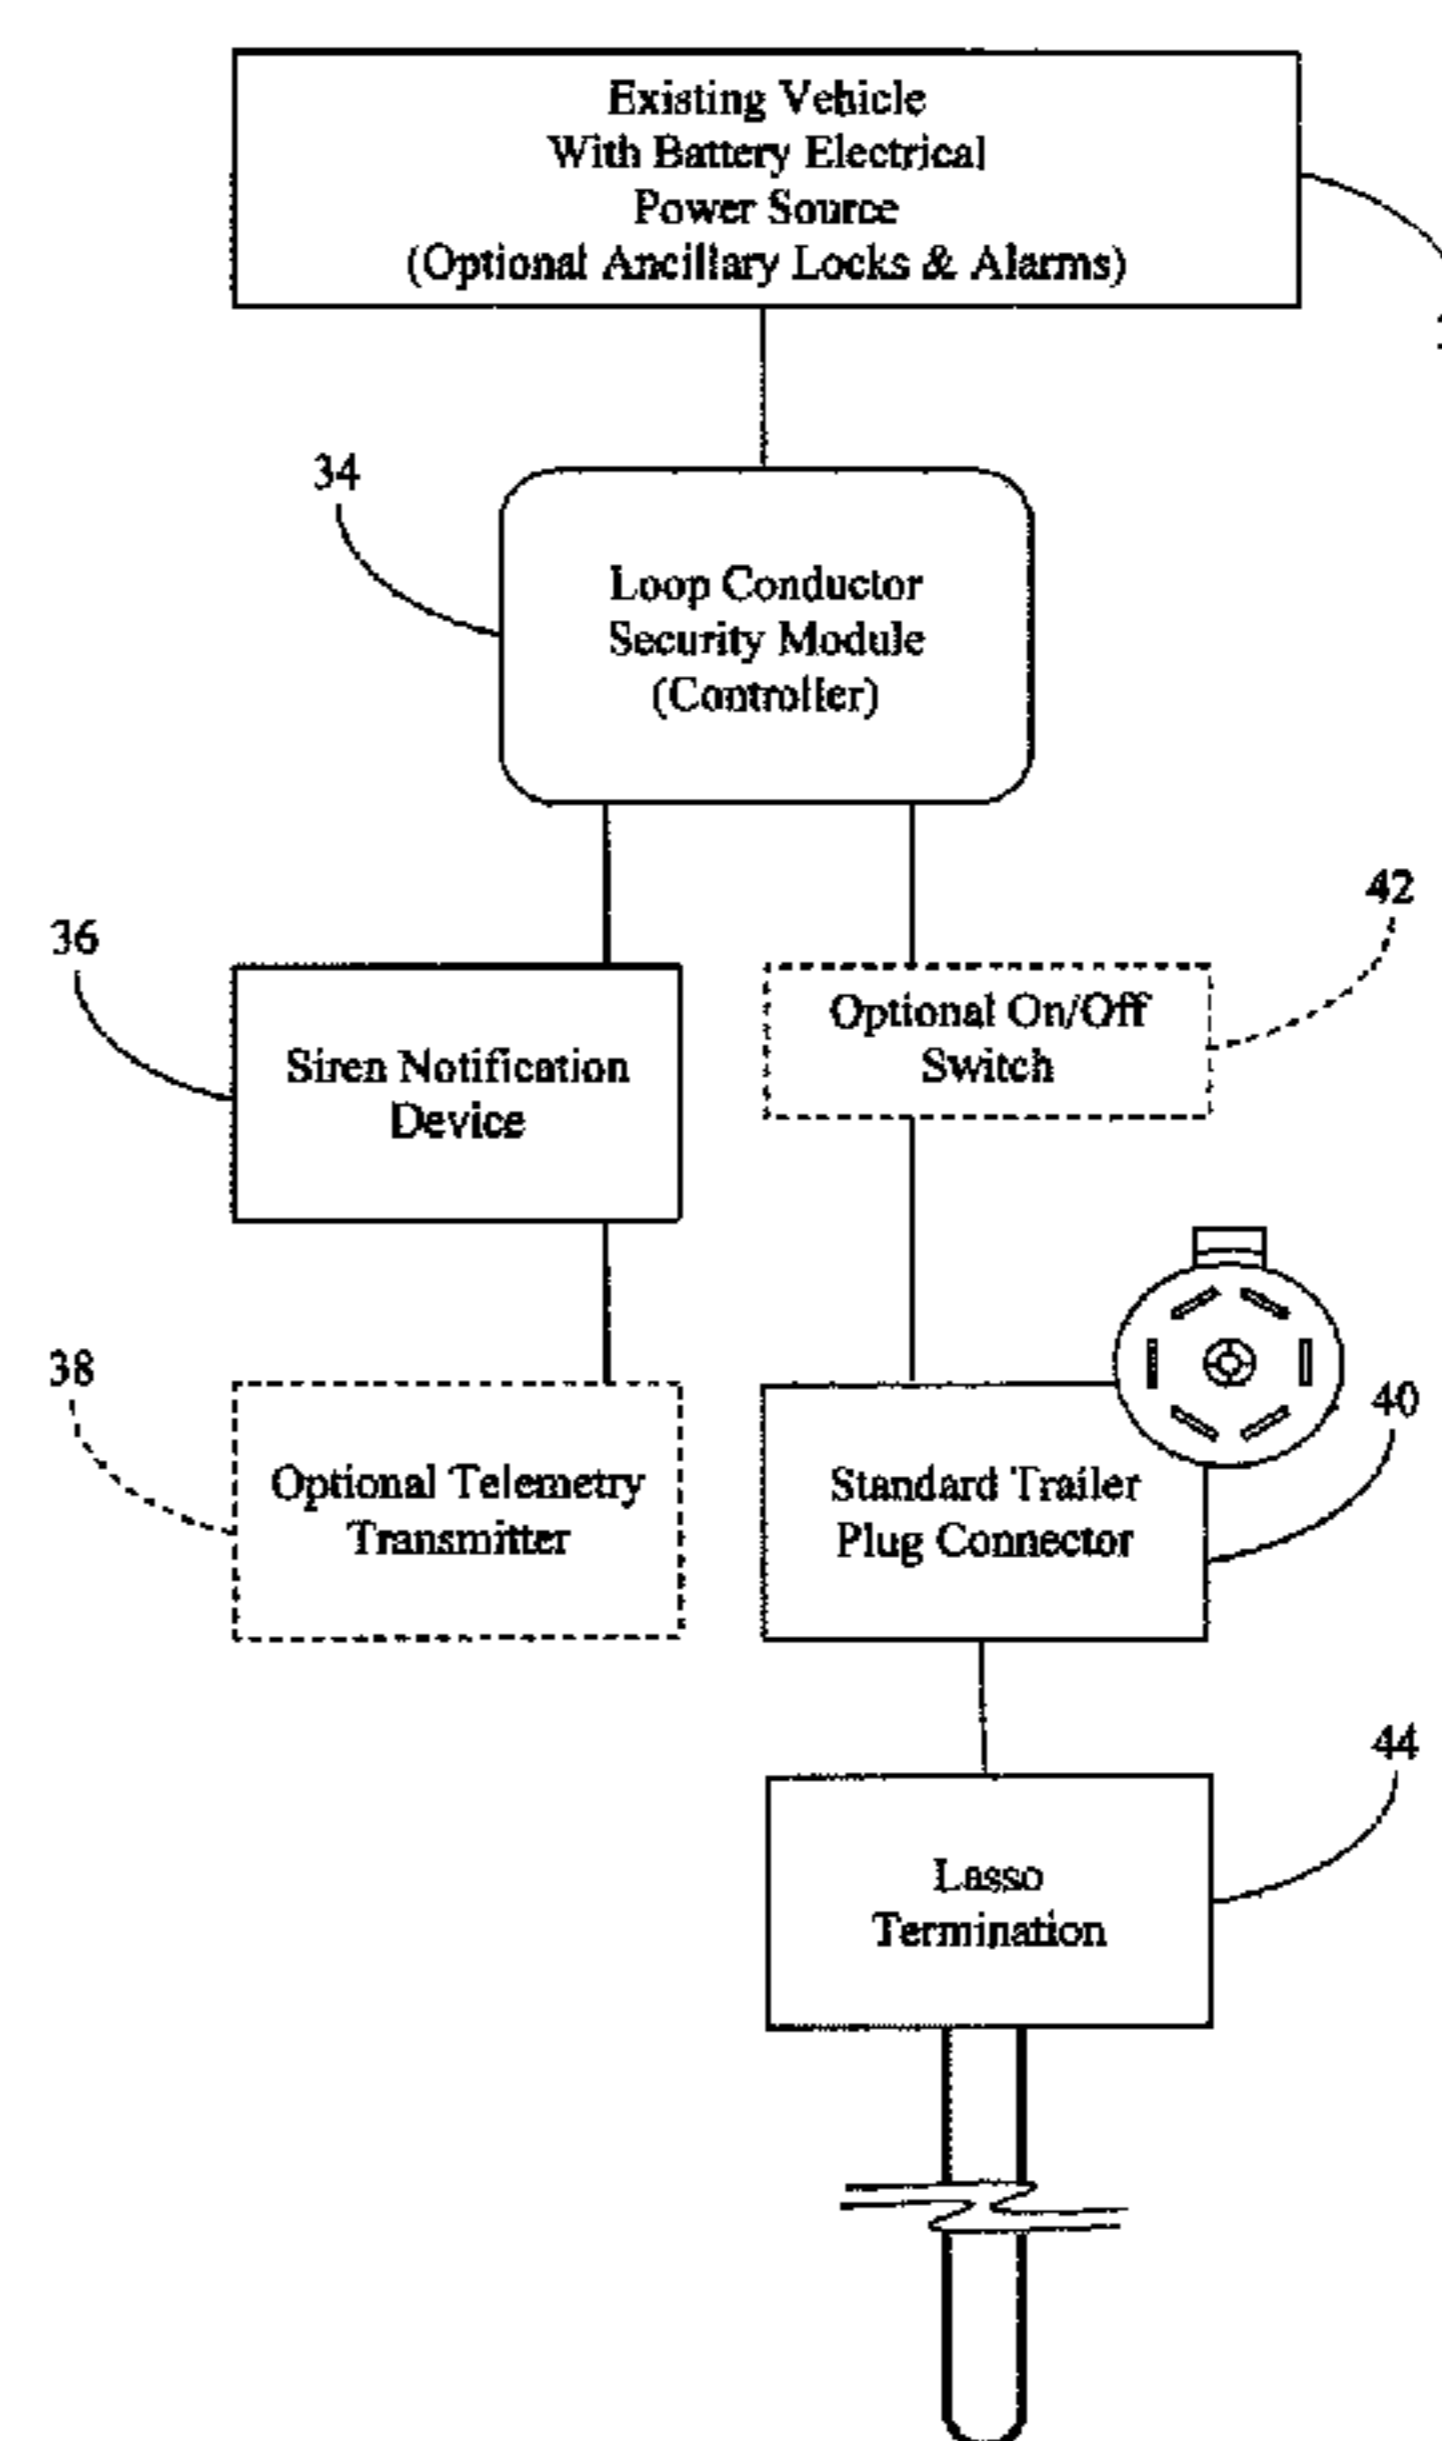 Existing Vehicle
With Battery Electrical
Power Source
(Optional Ancillary Locks & Alarms)
34
Loop Conductor
Security Module
(Controller)
42
36
Optional On/Off
Switch
Siren Notification
Device
38
40
Optional Telemetry
Transmitter
Standard Trailer
Plug Connector
44
Lasso
Termination